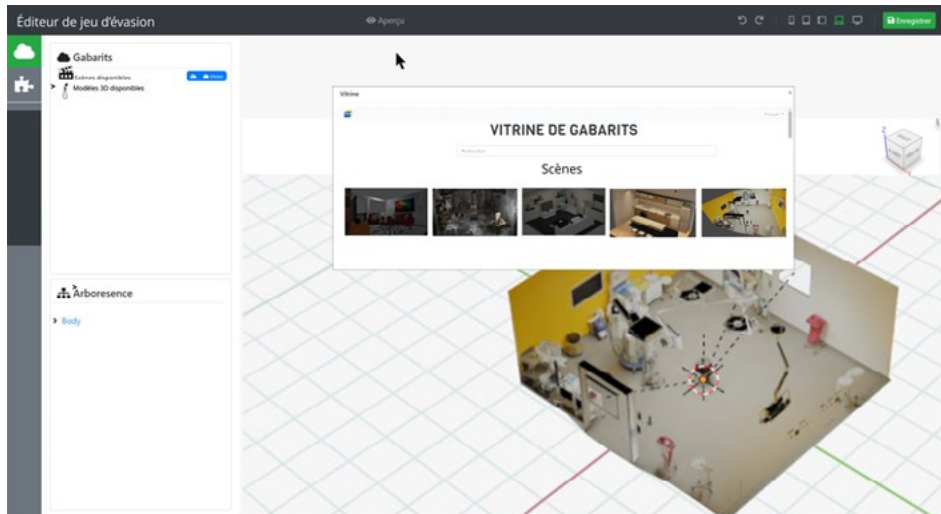 Éditeur de jeu d'évasion
Aperçu
Enregistrer
Gabarits
Scènes disponibles
Modèles 3D disponibles
Vitrine
VITRINE DE GABARITS
Scènes
Arboresence
Body